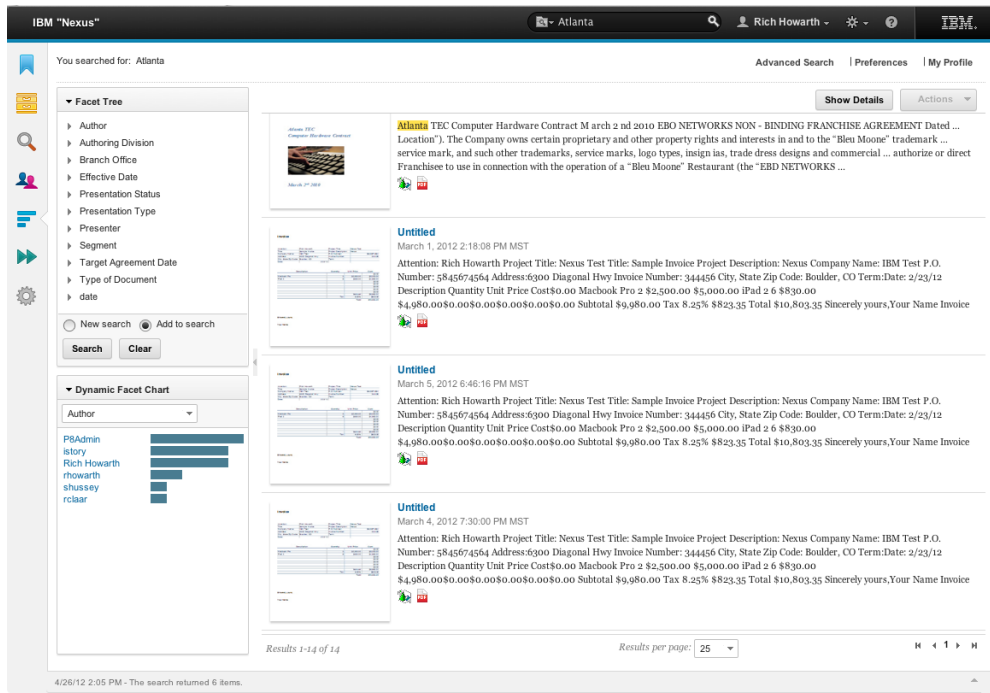 IBM "Nexus"
Atlanta
Rich Howarth
?
IBM.
You searched for: Atlanta
Advanced Search | Preferences | My Profile
Facet Tree
Show Details
Actions
Author
Authoring Division
Branch Office
Effective Date
Presentation Status
Presentation Type
Presenter
Segment
Target Agreement Date
Type of Document
date
New search Add to search
Search Clear
Dynamic Facet Chart
Author
P8Admin
istory
Rich Howarth
rhowarth
shussey
rclaar
Atlanta TEC
Computer Hardware Contract
March 2nd 2010
Atlanta TEC Computer Hardware Contract M arch 2 nd 2010 EBO NETWORKS NON - BINDING FRANCHISE AGREEMENT Dated ...
Location"). The Company owns certain proprietary and other property rights and interests in and to the "Bleu Moone" trademark ...
service mark, and such other trademarks, service marks, logo types, insign ias, trade dress designs and commercial ... authorize or direct
Franchisee to use in connection with the operation of a "Bleu Moone" Restaurant (the "EBD NETWORKS ...
Untitled
March 1, 2012 2:18:08 PM MST
Attention: Rich Howarth Project Title: Nexus Test Title: Sample Invoice Project Description: Nexus Company Name: IBM Test P.O.
Number: 5845674564 Address:6300 Diagonal Hwy Invoice Number: 344456 City, State Zip Code: Boulder, CO Term:Date: 2/23/12
Description Quantity Unit Price Cost$0.00 Macbook Pro 2 $2,500.00 $5,000.00 iPad 2 6 $830.00
$4,980.00$0.00$0.00$0.00$0.00$0.00 Subtotal $9,980.00 Tax 8.25% $823.35 Total $10,803.35 Sincerely yours,Your Name Invoice
Untitled
March 5, 2012 6:46:16 PM MST
Attention: Rich Howarth Project Title: Nexus Test Title: Sample Invoice Project Description: Nexus Company Name: IBM Test P.O.
Number: 5845674564 Address:6300 Diagonal Hwy Invoice Number: 344456 City, State Zip Code: Boulder, CO Term:Date: 2/23/12
Description Quantity Unit Price Cost$0.00 Macbook Pro 2 $2,500.00 $5,000.00 iPad 2 6 $830.00
$4,980.00$0.00$0.00$0.00$0.00$0.00 Subtotal $9,980.00 Tax 8.25% $823.35 Total $10,803.35 Sincerely yours,Your Name Invoice
Untitled
March 4, 2012 7:30:00 PM MST
Attention: Rich Howarth Project Title: Nexus Test Title: Sample Invoice Project Description: Nexus Company Name: IBM Test P.O.
Number: 5845674564 Address:6300 Diagonal Hwy Invoice Number: 344456 City, State Zip Code: Boulder, CO Term:Date: 2/23/12
Description Quantity Unit Price Cost$0.00 Macbook Pro 2 $2,500.00 $5,000.00 iPad 2 6 $830.00
$4,980.00$0.00$0.00$0.00$0.00$0.00 Subtotal $9,980.00 Tax 8.25% $823.35 Total $10,803.35 Sincerely yours,Your Name Invoice
Results 1-14 of 14
Results per page: 25
1
4/26/12 2:05 PM - The search returned 6 items.